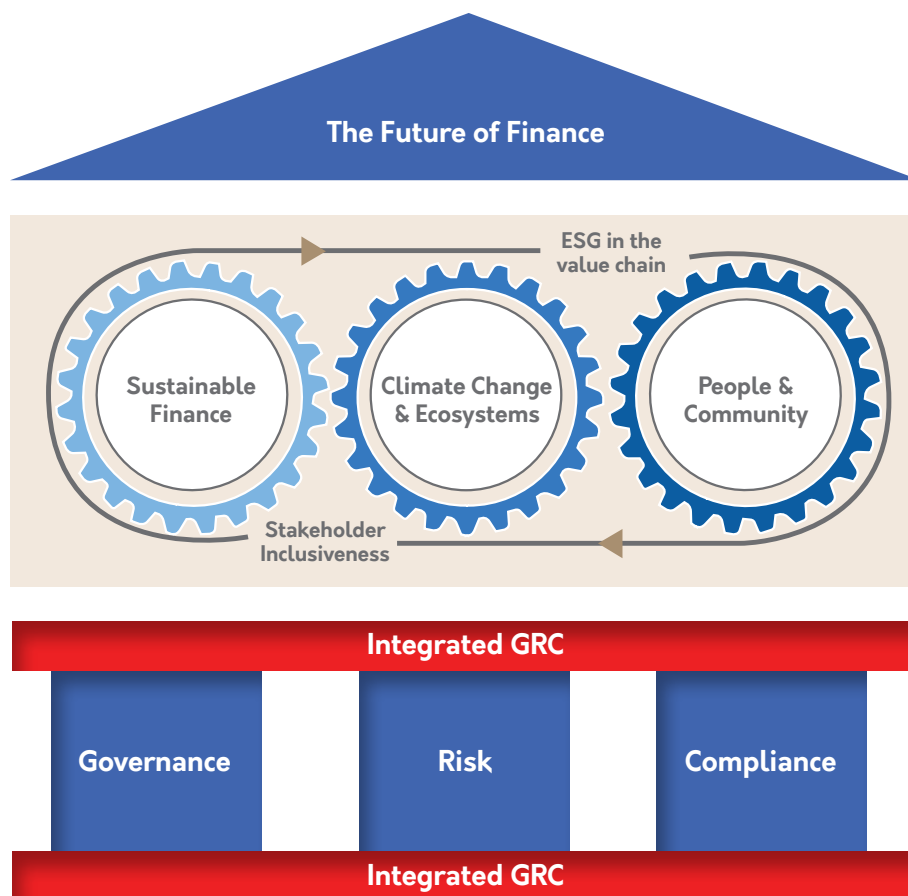 The Future of Finance
ESG in the
value chain
Sustainable
Finance
Climate Change
& Ecosystems
People &
Community
Stakeholder
Inclusiveness
Integrated GRC
Governance
Risk
Compliance
Integrated GRC